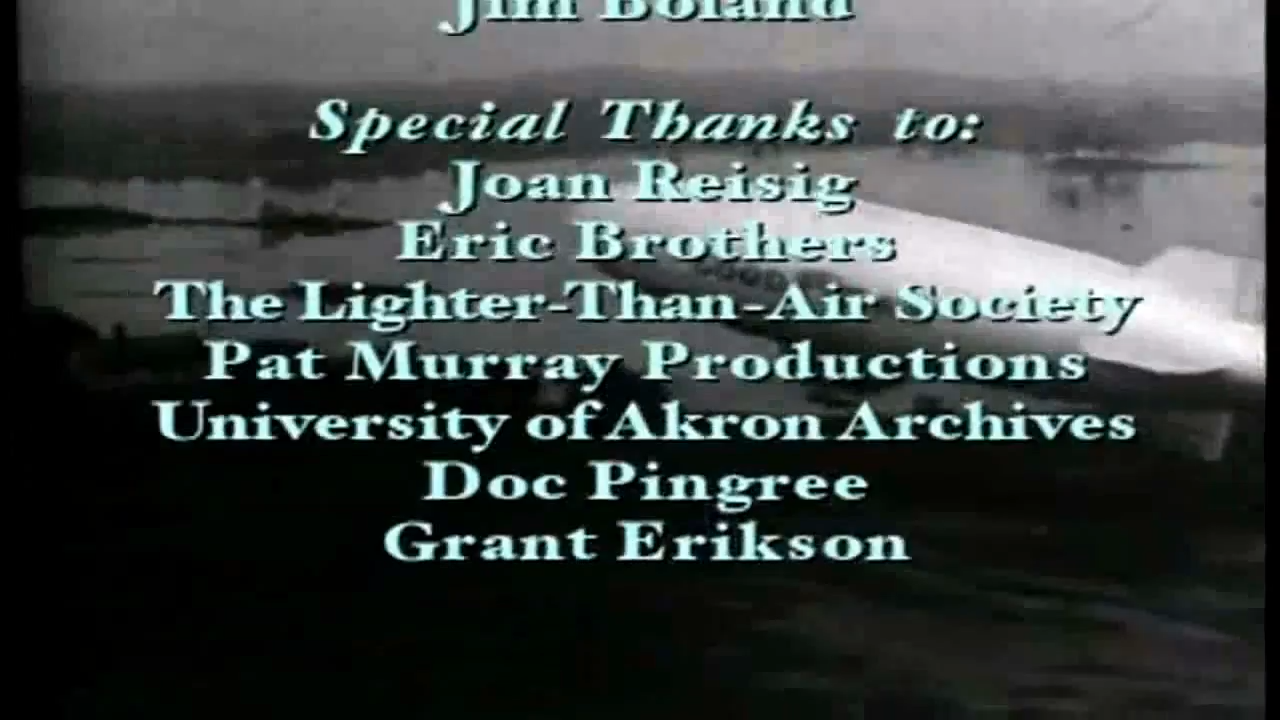 Jim Boland
Special Thanks to:
Joan Reisig
Eric Brothers
The Lighter-Than-Air Society
Pat Murray Productions
University of Akron Archives
Doc Pingree
Grant Erikson